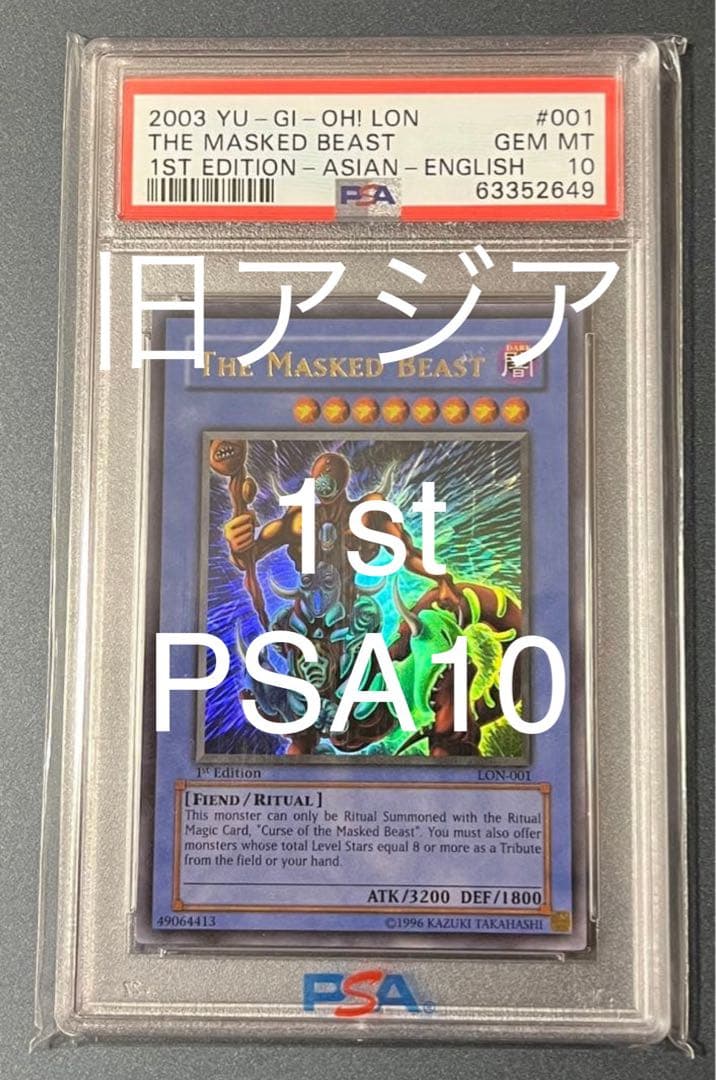 2003 YU-GI-OH! LON #001
THE MASKED BEAST GEM MT
1ST EDITION-ASIAN-ENGLISH 10
PSA 63352649
旧アジア
THE MASKED BEAST 闇
DARK
1st
PSA10
1st Edition LON-001
[FIEND/RITUAL]
This monster can only be Ritual Summoned with the Ritual
Magic Card, "Curse of the Masked Beast". You must also offer
monsters whose total Level Stars equal 8 or more as a Tribute
from the field or your hand.
ATK/3200 DEF/1800
49064413 ©1996 KAZUKI TAKAHASHI
PSA®